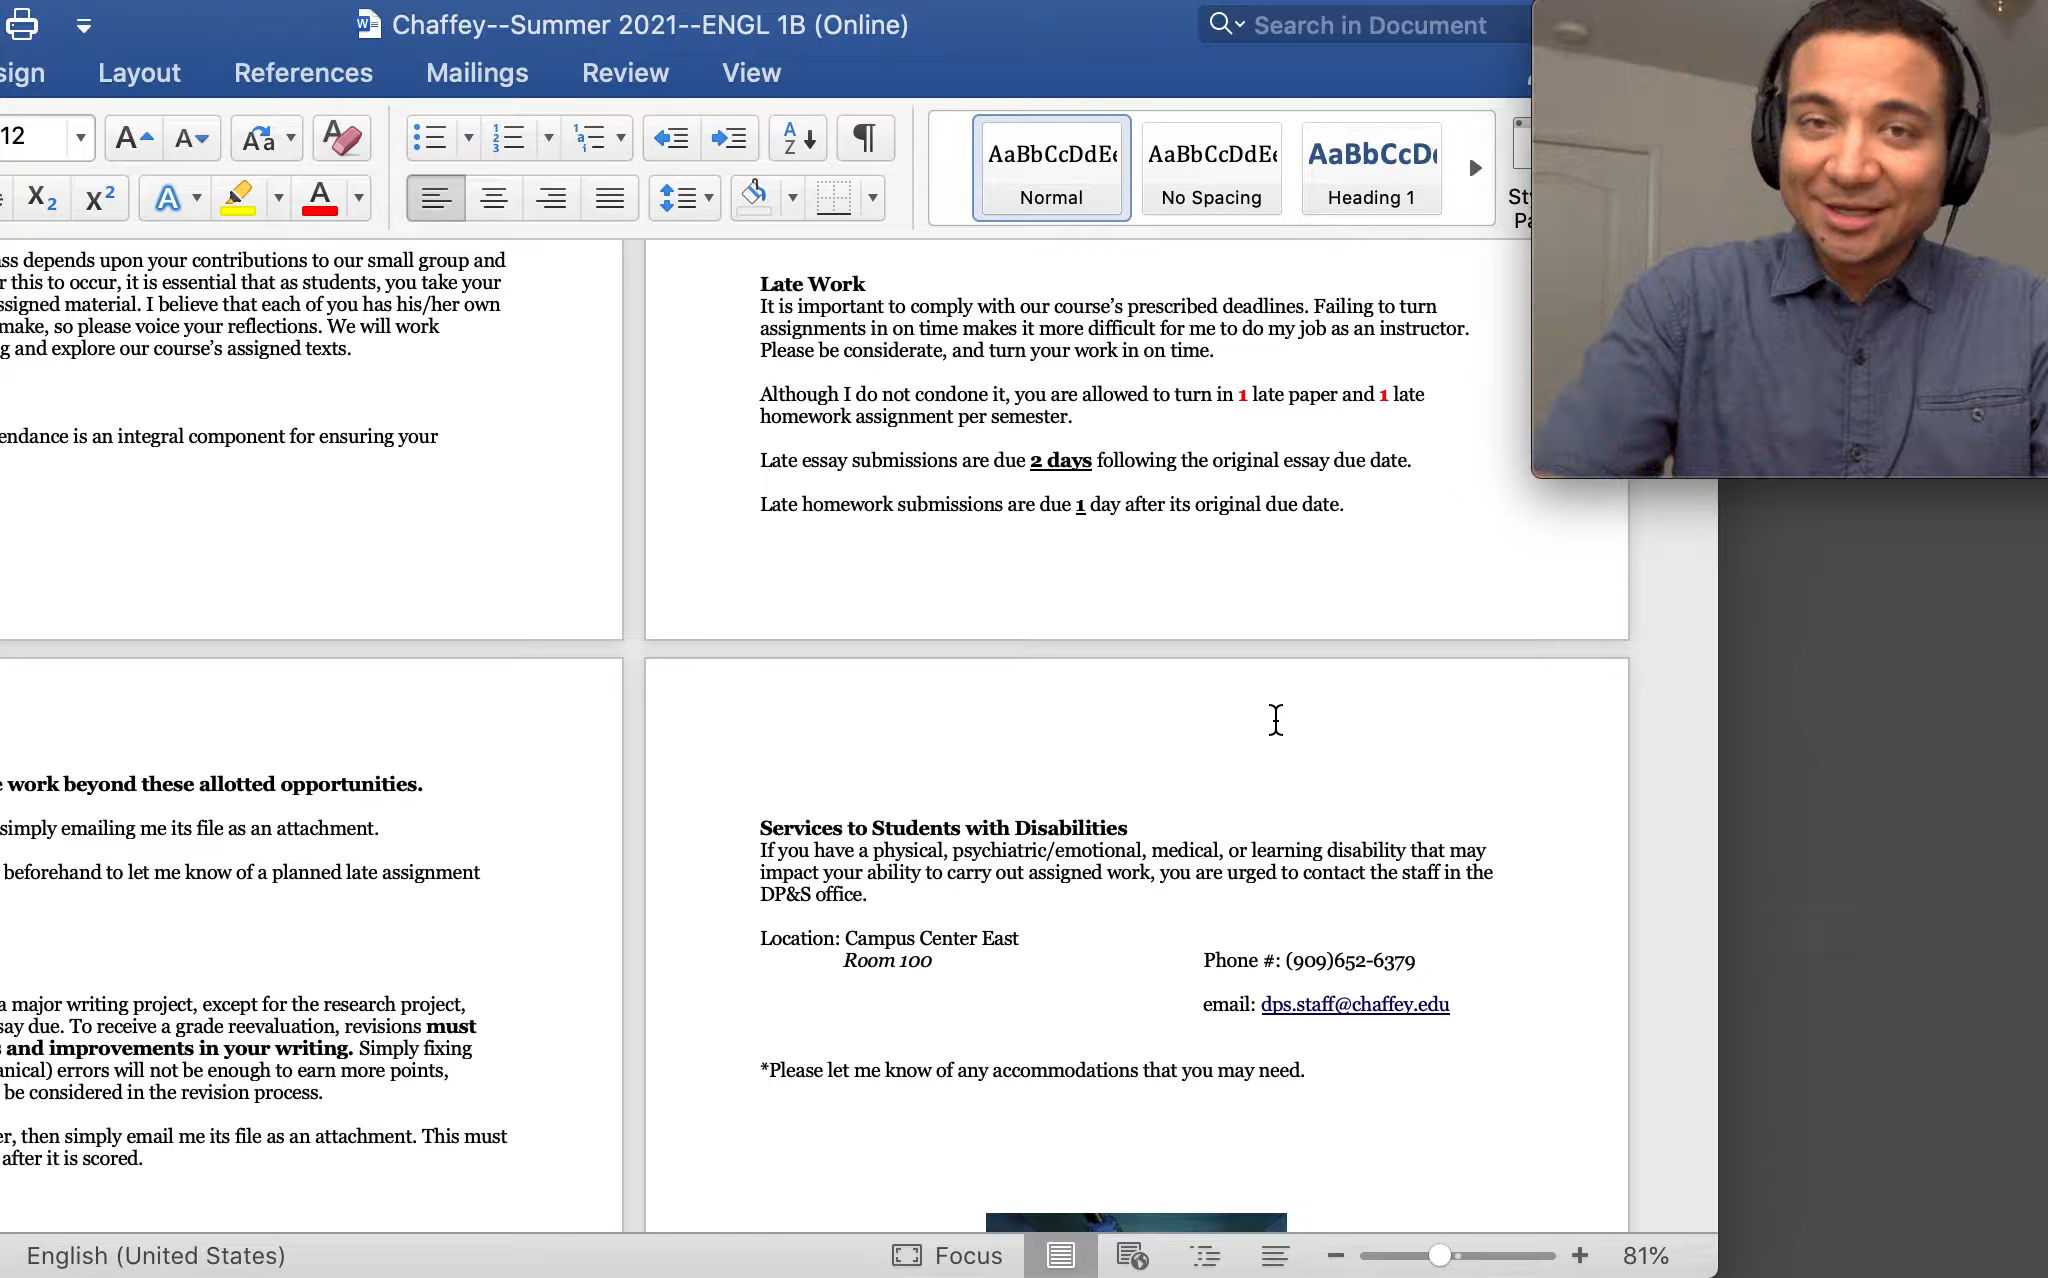 Chaffey--Summer 2021--ENGL 1B (Online)
Search in Document
sign Layout References Mailings Review View
12
AaBbCcDdEe AaBbCcDdEe AaBbCcDd
Normal No Spacing Heading 1
ss depends upon your contributions to our small group and
r this to occur, it is essential that as students, you take your
ssigned material. I believe that each of you has his/her own
make, so please voice your reflections. We will work
g and explore our course's assigned texts.
endance is an integral component for ensuring your
Late Work
It is important to comply with our course's prescribed deadlines. Failing to turn
assignments in on time makes it more difficult for me to do my job as an instructor.
Please be considerate, and turn your work in on time.
Although I do not condone it, you are allowed to turn in 1 late paper and 1 late
homework assignment per semester.
Late essay submissions are due 2 days following the original essay due date.
Late homework submissions are due 1 day after its original due date.
e work beyond these allotted opportunities.
simply emailing me its file as an attachment.
beforehand to let me know of a planned late assignment
a major writing project, except for the research project,
say due. To receive a grade reevaluation, revisions must
s and improvements in your writing. Simply fixing
anical) errors will not be enough to earn more points,
be considered in the revision process.
er, then simply email me its file as an attachment. This must
after it is scored.
Services to Students with Disabilities
If you have a physical, psychiatric/emotional, medical, or learning disability that may
impact your ability to carry out assigned work, you are urged to contact the staff in the
DP&S office.
Location: Campus Center East
Room 100
Phone #: (909)652-6379
email: dps.staff@chaffey.edu
*Please let me know of any accommodations that you may need.
English (United States)
Focus
81%